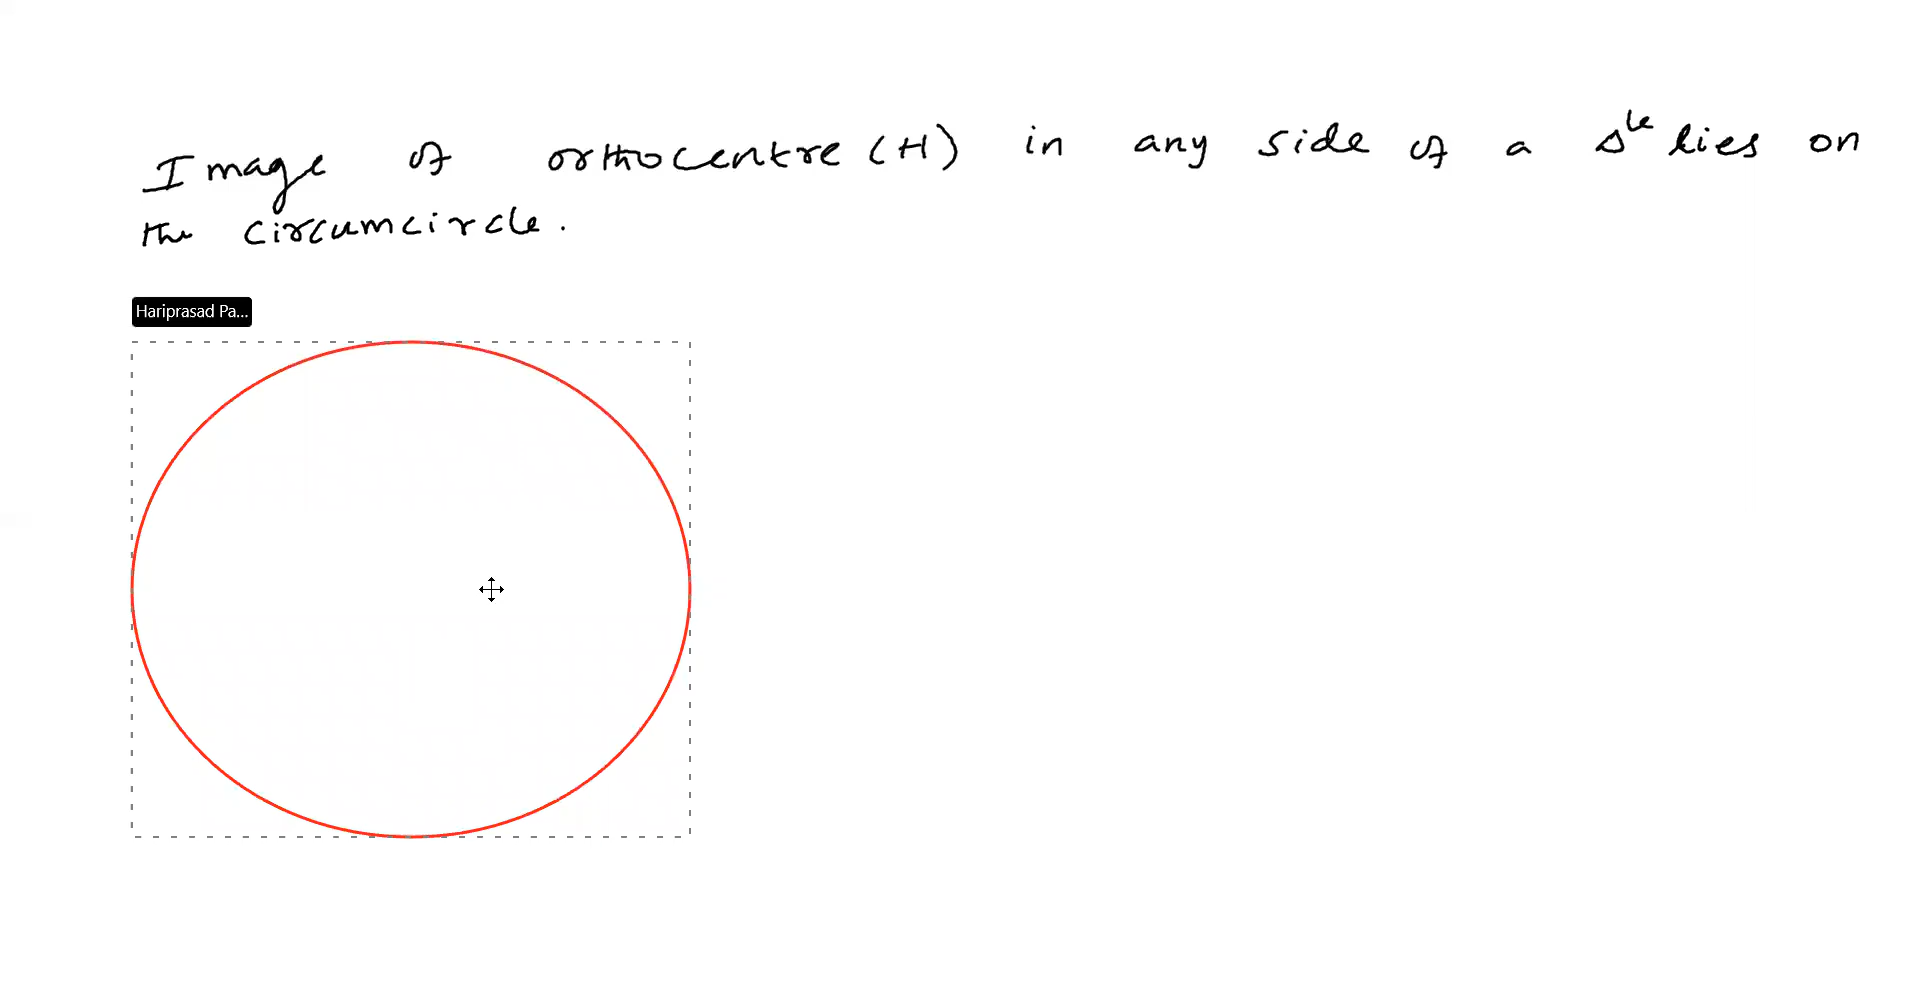 Image of orthocentre (H) in any side of a Δle lies on
the circumcircle.
Hariprasad Pa...